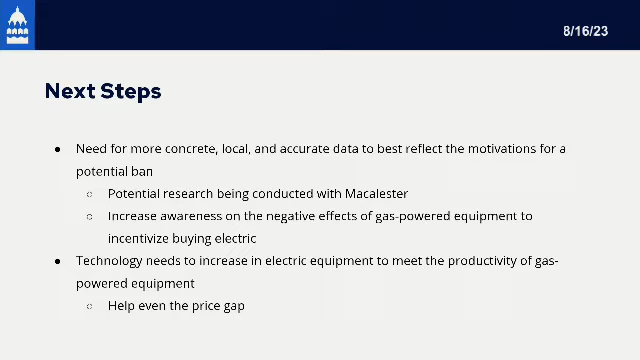 8/16/23
Next Steps
● Need for more concrete, local, and accurate data to best reflect the motivations for a
potential ban
○ Potential research being conducted with Macalester
○ Increase awareness on the negative effects of gas-powered equipment to
incentivize buying electric
● Technology needs to increase in electric equipment to meet the productivity of gas-
powered equipment
○ Help even the price gap